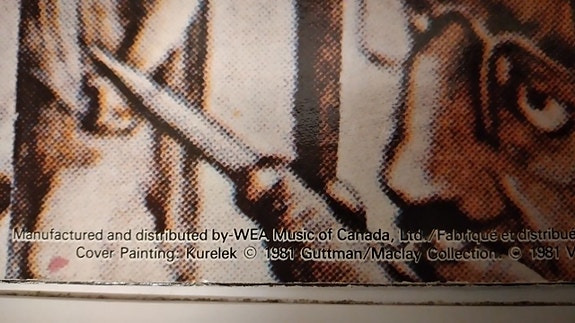 Manufactured and distributed by-WEA Music of Canada, Ltd./Fabriqué et distribué
Cover Painting: Kurelek © 1981 Guttman/Maclay Collection. © 1981 V